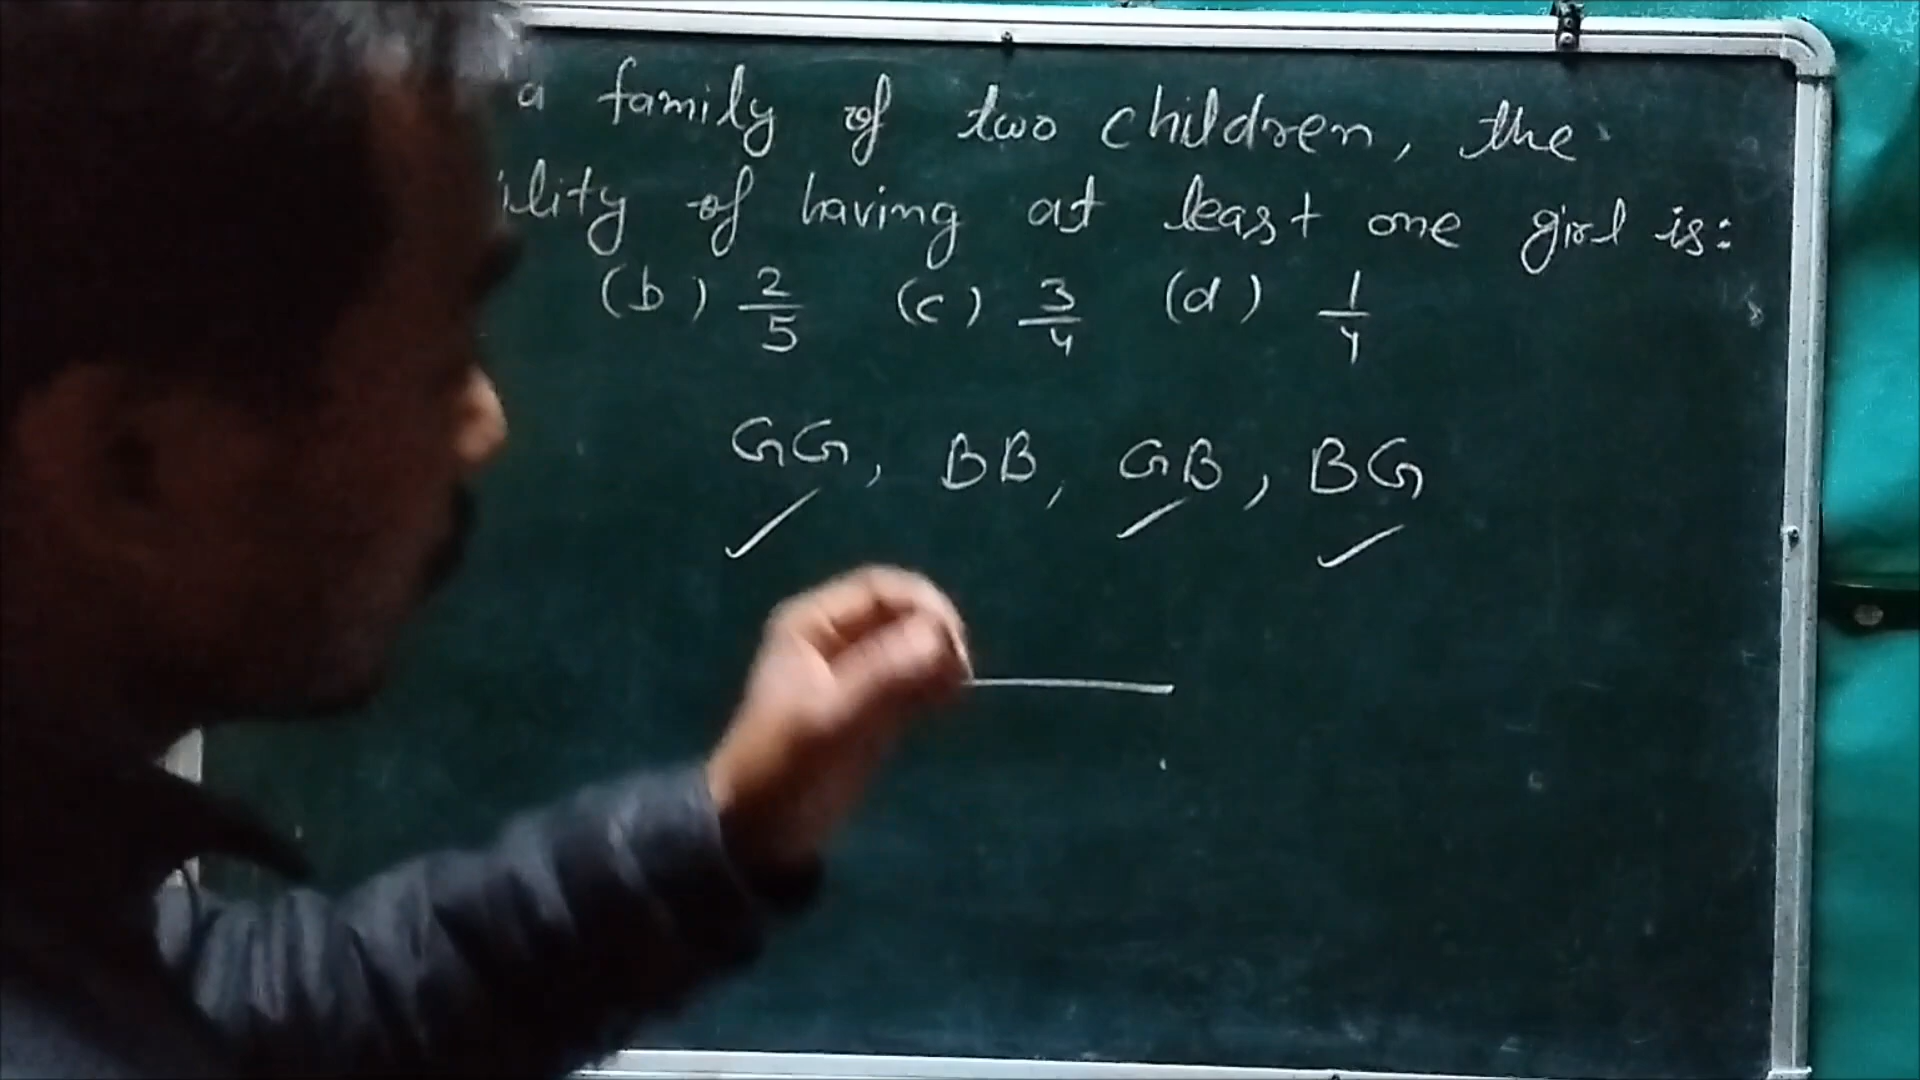 a family of two children, the
ility of having at least one girl is:
(b) 2/5 (c) 3/4 (d) 1/4
GG, BB, GB, BG